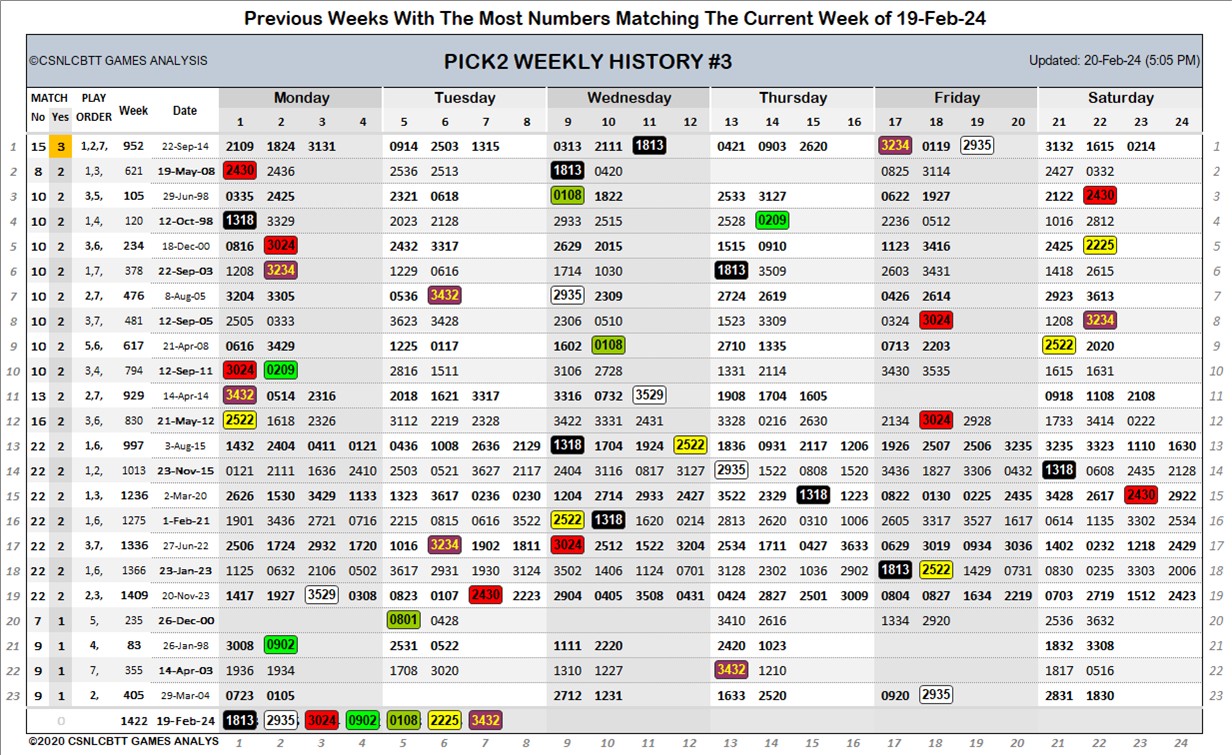 Previous Weeks With The Most Numbers Matching The Current Week of 19-Feb-24
©CSNLCBTT GAMES ANALYSIS PICK2 WEEKLY HISTORY #3 Updated: 20-Feb-24 (5:05 PM)
MATCH PLAY Week Date Monday Tuesday Wednesday Thursday Friday Saturday
No Yes ORDER 1 2 3 4 5 6 7 8 9 10 11 12 13 14 15 16 17 18 19 20 21 22 23 24
1 15 3 1,2,7, 952 22-Sep-14 2109 1824 3131 0914 2503 1315 0313 2111 1813 0421 0903 2620 3234 0119 2935 3132 1615 0214 1
2 8 2 1,3, 621 19-May-08 2430 2436 2536 2513 1813 0420 0825 3114 2427 0332 2
3 10 2 3,5, 105 29-Jun-98 0335 2425 2321 0618 0108 1822 2533 3127 0622 1927 2122 2430 3
4 10 2 1,4, 120 12-Oct-98 1318 3329 2023 2128 2933 2515 2528 0209 2236 0512 1016 2812 4
5 10 2 3,6, 234 18-Dec-00 0816 3024 2432 3317 2629 2015 1515 0910 1123 3416 2425 2225 5
6 10 2 1,7, 378 22-Sep-03 1208 3234 1229 0616 1714 1030 1813 3509 2603 3431 1418 2615 6
7 10 2 2,7, 476 8-Aug-05 3204 3305 0536 3432 2935 2309 2724 2619 0426 2614 2923 3613 7
8 10 2 3,7, 481 12-Sep-05 2505 0333 3623 3428 2306 0510 1523 3309 0324 3024 1208 3234 8
9 10 2 5,6, 617 21-Apr-08 0616 3429 1225 0117 1602 0108 2710 1335 0713 2203 2522 2020 9
10 10 2 3,4, 794 12-Sep-11 3024 0209 2816 1511 3106 2728 1331 2114 3430 3535 1615 1631 10
11 13 2 2,7, 929 14-Apr-14 3432 0514 2316 2018 1621 3317 3316 0732 3529 1908 1704 1605 0918 1108 2108 11
12 16 2 3,6, 830 21-May-12 2522 1618 2326 3112 2219 2328 3422 3331 2431 3328 0216 2630 2134 3024 2928 1733 3414 0222 12
13 22 2 1,6, 997 3-Aug-15 1432 2404 0411 0121 0436 1008 2636 2129 1318 1704 1924 2522 1836 0931 2117 1206 1926 2507 2506 3235 3235 3323 1110 1630 13
14 22 2 1,2, 1013 23-Nov-15 0121 2111 1636 2410 2503 0521 3627 2117 2404 3116 0817 3127 2935 1522 0808 1520 3436 1827 3306 0432 1318 0608 2435 2128 14
15 22 2 1,3, 1236 2-Mar-20 2626 1530 3429 1133 1323 3617 0236 0230 1204 2714 2933 2427 3522 2329 1318 1223 0822 0130 0225 2435 3428 2617 2430 2922 15
16 22 2 1,6, 1275 1-Feb-21 1901 3436 2721 0716 2215 0815 0616 3522 2522 1318 1620 0214 2813 2620 0310 1006 2605 3317 3527 1617 0614 1135 3302 2534 16
17 22 2 3,7, 1336 27-Jun-22 2506 1724 2932 1720 1016 3234 1902 1811 3024 2512 1522 3204 2534 1711 0427 3633 0629 3019 0934 3036 1402 0232 1218 2429 17
18 22 2 1,6, 1366 23-Jan-23 1125 0632 2106 0502 3617 2931 1930 3124 3502 1406 1124 0701 3128 2302 1036 2902 1813 2522 1429 0731 0830 0235 3303 2006 18
19 22 2 2,3, 1409 20-Nov-23 1417 1927 3529 0308 0823 0107 2430 2223 2904 0405 3508 0431 0424 2827 2501 3009 0804 0827 1634 2219 0703 2719 1512 2423 19
20 7 1 5, 235 26-Dec-00 0801 0428 3410 2616 1334 2920 2536 3632 20
21 9 1 4, 83 26-Jan-98 3008 0902 2531 0522 1111 2220 2420 1023 1832 3308 21
22 9 1 7, 355 14-Apr-03 1936 1934 1708 3020 1310 1227 3432 1210 1817 0516 22
23 9 1 2, 405 29-Mar-04 0723 0105 2712 1231 1633 2520 0920 2935 2831 1830 23
0 1422 19-Feb-24 1813 2935 3024 0902 0108 2225 3432
©2020 CSNLCBTT GAMES ANALYS 1 2 3 4 5 6 7 8 9 10 11 12 13 14 15 16 17 18 19 20 21 22 23 24